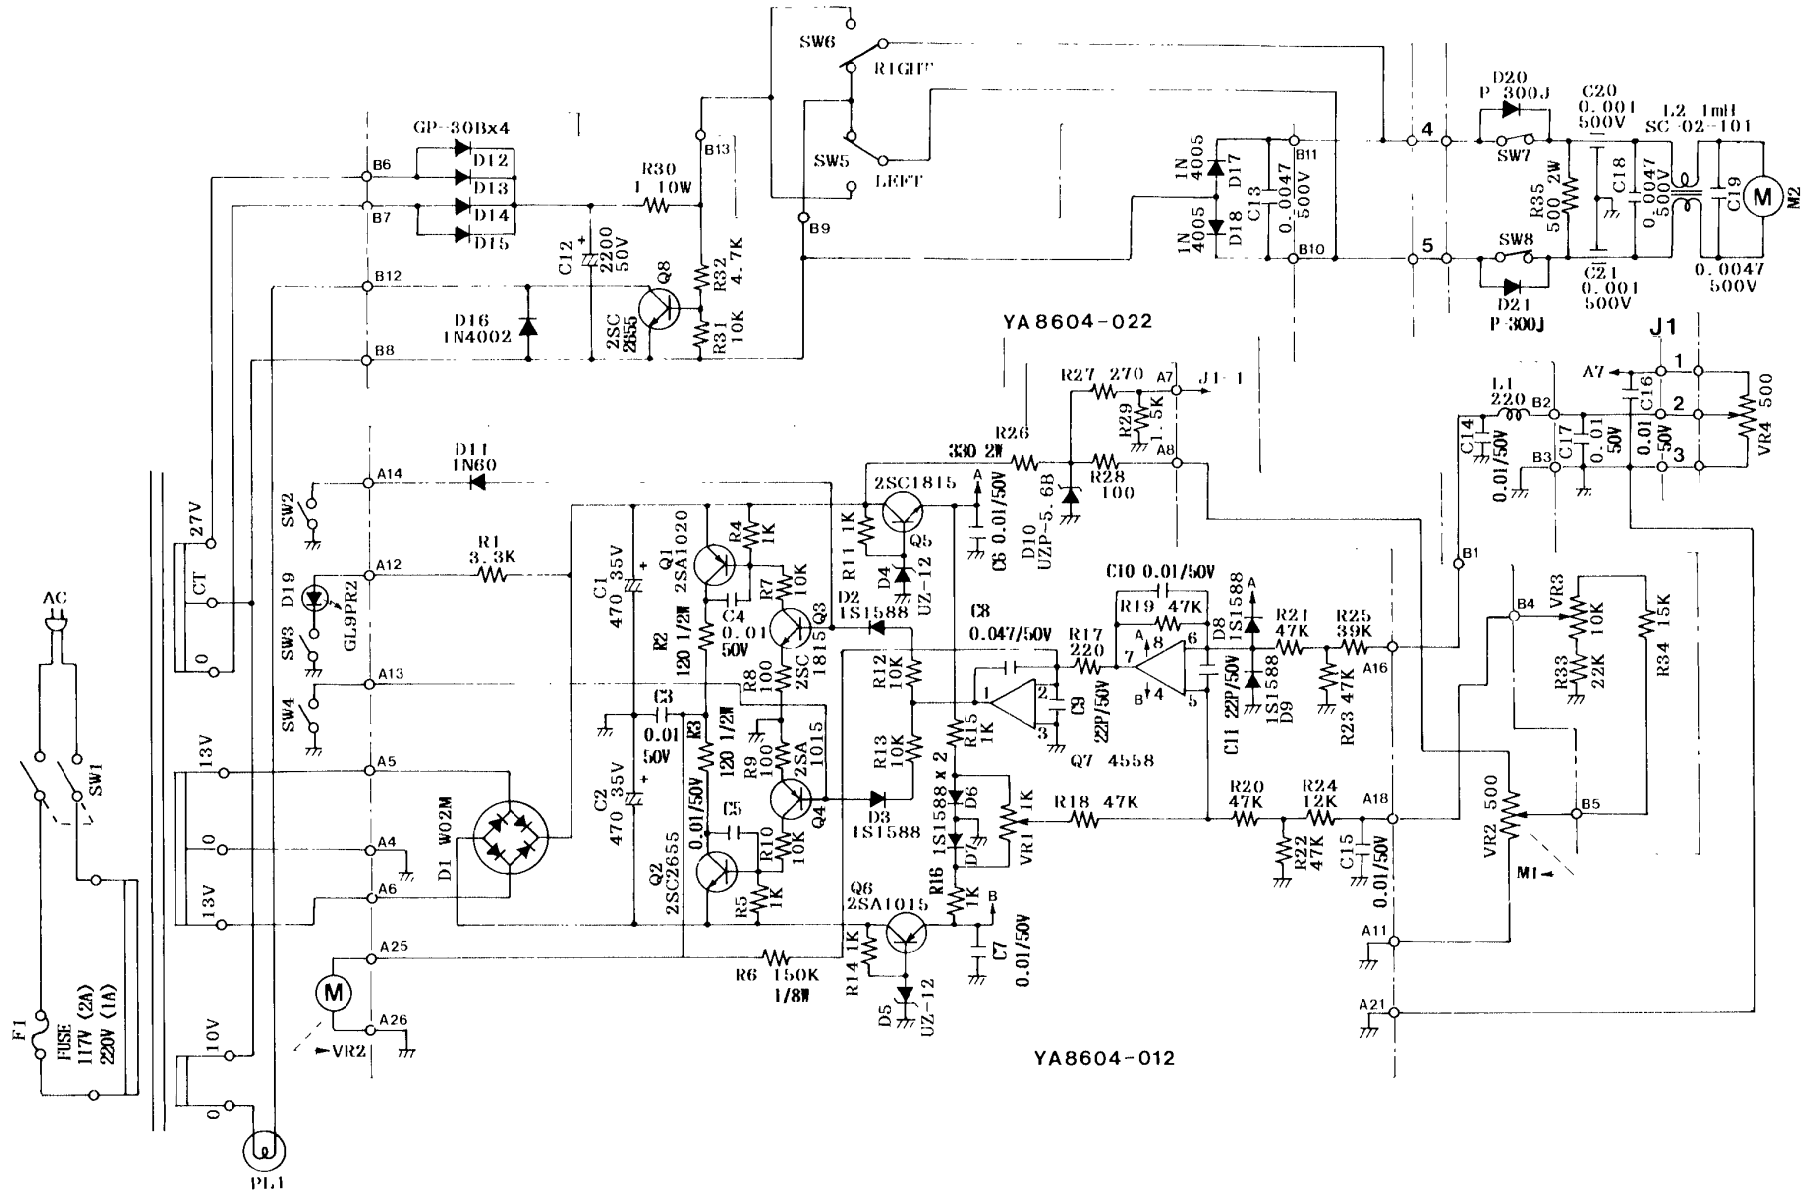 SW6
RIGHT
SW5
LEFT
B13
B9
GP-30Bx4
D12
D13
D14
D15
B6
B7
B12
B8
R30
1 10W
C12
2200
50V
+
Q8
2SC
2655
R32
4.7K
R31
10K
D16
1N4002
1N
4005
D17
1N
4005
D18
C13
0.0047
500V
B11
B10
4
5
D20
P 300J
SW7
SW8
D21
P-300J
C20
0.001
500V
C21
0.001
500V
R35
500 2W
C18
0.0047
500V
L2 1mH
SC-02-101
C19
0.0047
500V
M
M2
YA8604-022
J1
1
2
3
A7
C16
0.01
50V
VR4 500
L1
220
B2
B3
C14
0.01/50V
C17
0.01
50V
R27 270
A7
J1-1
R29
1.5K
R26
330 2W
A8
R28
100
D10
UZP-5.6B
D11
1N60
A14
SW2
R1
3.3K
A12
D19
GL9PR2
SW3
A13
SW4
27V
CT
0
13V
0
13V
10V
0
AC
SW1
F1
FUSE
117V (2A)
220V (1A)
PL1
A5
A4
A6
D1 W02M
A25
M
A26
VR2
C1
470 35V
+
C2
470 35V
+
Q1
2SA1020
R4
1K
R7
10K
C4
0.01
50V
R2
120 1/2W
Q3
2SC
1815
R8
100
C3
0.01
50V
R3
120 1/2W
R9
100
2SA
1015
Q4
R10
10K
C5
0.01/50V
Q2
2SC2655
R5
1K
R6 150K
1/8W
2SC1815
Q5
R11 1K
D4
UZ-12
D2
1S1588
R12
10K
R13
10K
D3
1S1588
Q6
2SA1015
R14 1K
D5
UZ-12
A
C6 0.01/50V
B
C7
0.01/50V
R15
1K
R16
1K
1S1588 x 2
D6
D7
VR1 1K
C8
0.047/50V
1
2
3
C9
22P/50V
Q7 4558
R17
220
C10 0.01/50V
R19 47K
A
8
7
6
5
B
4
C11 22P/50V
A
D8
1S1588
1S1588
D9
R21
47K
R25
39K
R23 47K
A16
R18 47K
R20
47K
R24
12K
A18
R22
47K
C15
0.01/50V
B1
B4
VR3
10K
R33
22K
R34 15K
B5
VR2 500
M1
A11
A21
YA8604-012